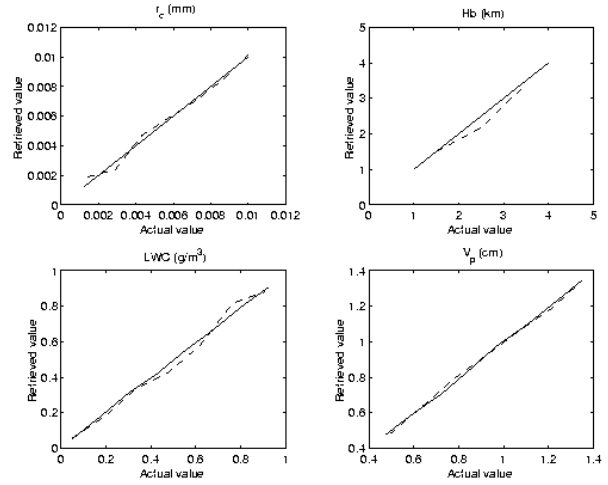 r_c (mm)
0.012
0.01
0.008
0.006
0.004
0.002
0
Retrieved value
0 0.002 0.004 0.006 0.008 0.01 0.012
Actual value
Hb (km)
5
4
3
2
1
0
Retrieved value
0 1 2 3 4 5
Actual value
LWC (g/m³)
1
0.8
0.6
0.4
0.2
0
Retrieved value
0 0.2 0.4 0.6 0.8 1
Actual value
V_p (cm)
1.4
1.2
1
0.8
0.6
0.4
Retrieved value
0.4 0.6 0.8 1 1.2 1.4
Actual value